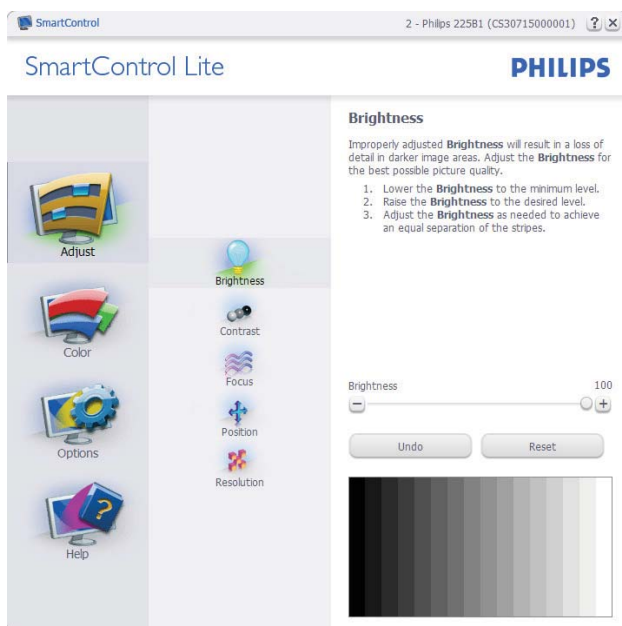 SmartControl
2 - Philips 225B1 (CS30715000001) ? X
SmartControl Lite
PHILIPS
Adjust
Color
Options
?
Help
Brightness
Contrast
Focus
Position
Resolution
Brightness
Improperly adjusted Brightness will result in a loss of
detail in darker image areas. Adjust the Brightness for
the best possible picture quality.
1. Lower the Brightness to the minimum level.
2. Raise the Brightness to the desired level.
3. Adjust the Brightness as needed to achieve
an equal separation of the stripes.
Brightness 100
Undo Reset